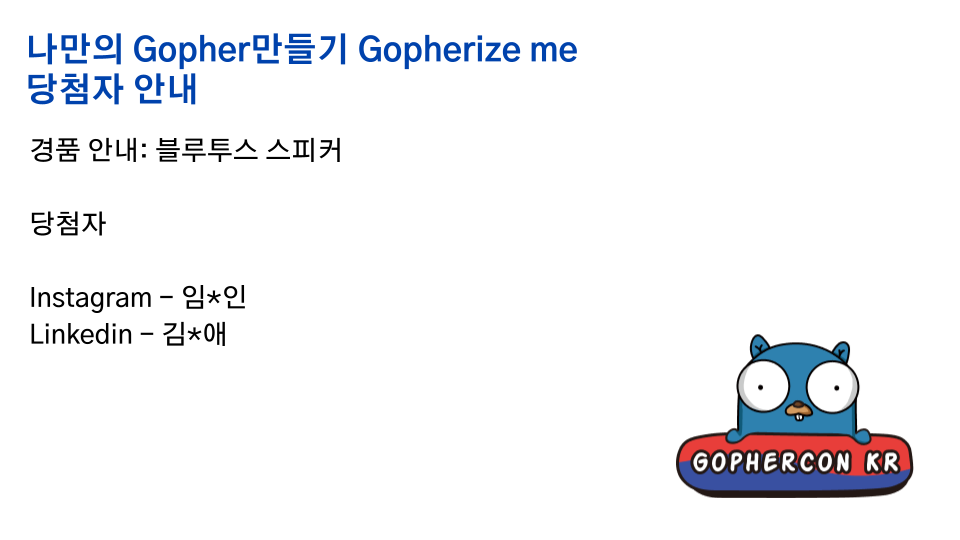 나만의 Gopher만들기 Gopherize me
당첨자 안내
경품 안내: 블루투스 스피커
당첨자
Instagram - 임*인
Linkedin - 김*애
GOPHERCON KR